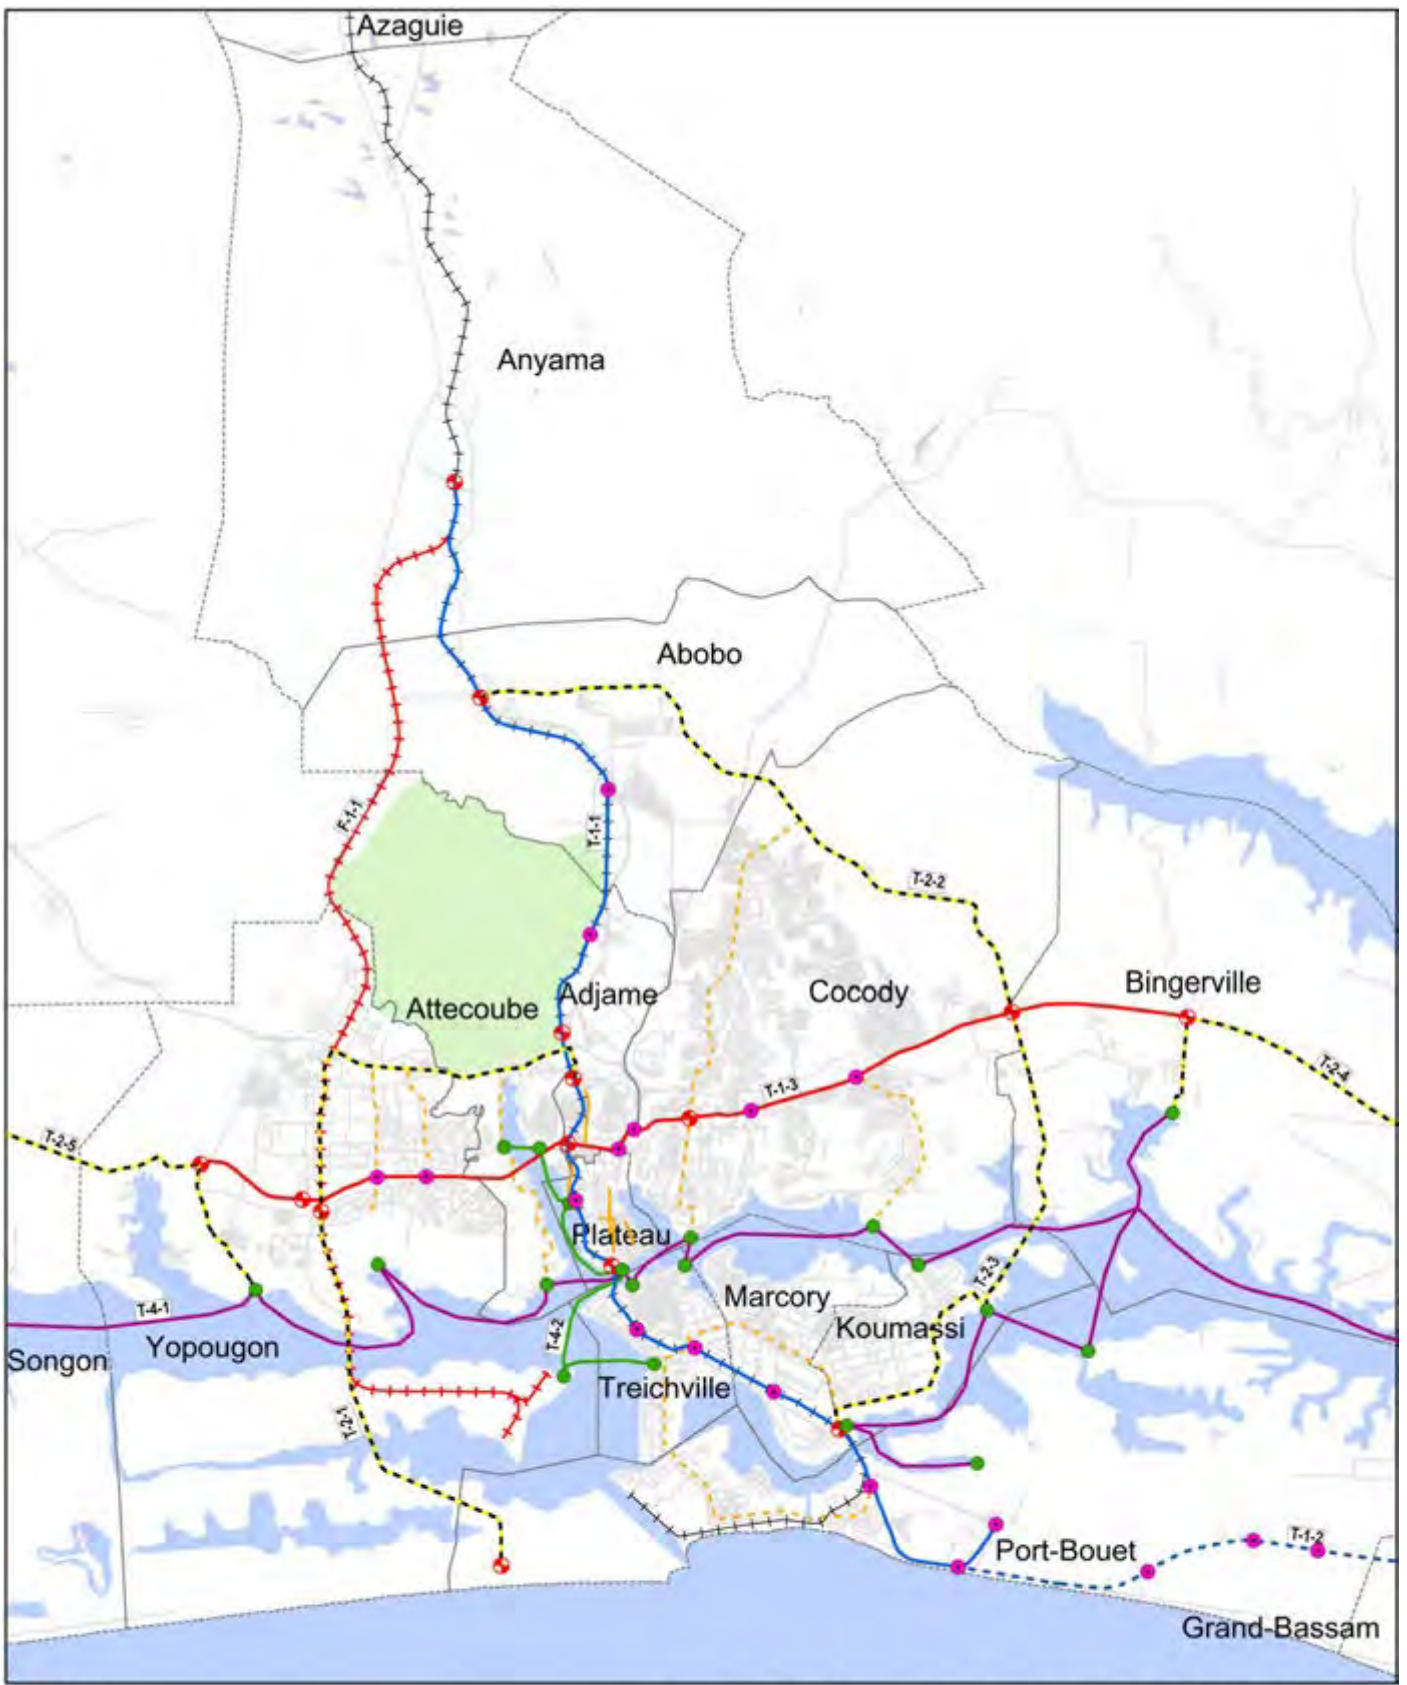 Azaguie
Anyama
Abobo
F-1-1
T-1-1
T-2-2
Bingerville
Cocody
Adjame
Attecoube
T-2-4
T-1-3
T-2-5
Plateau
T-2-3
Marcory
T-4-1
Koumassi
T-4-2
Yopougon
Songon
Treichville
T-2-1
T-1-2
Port-Bouet
Grand-Bassam